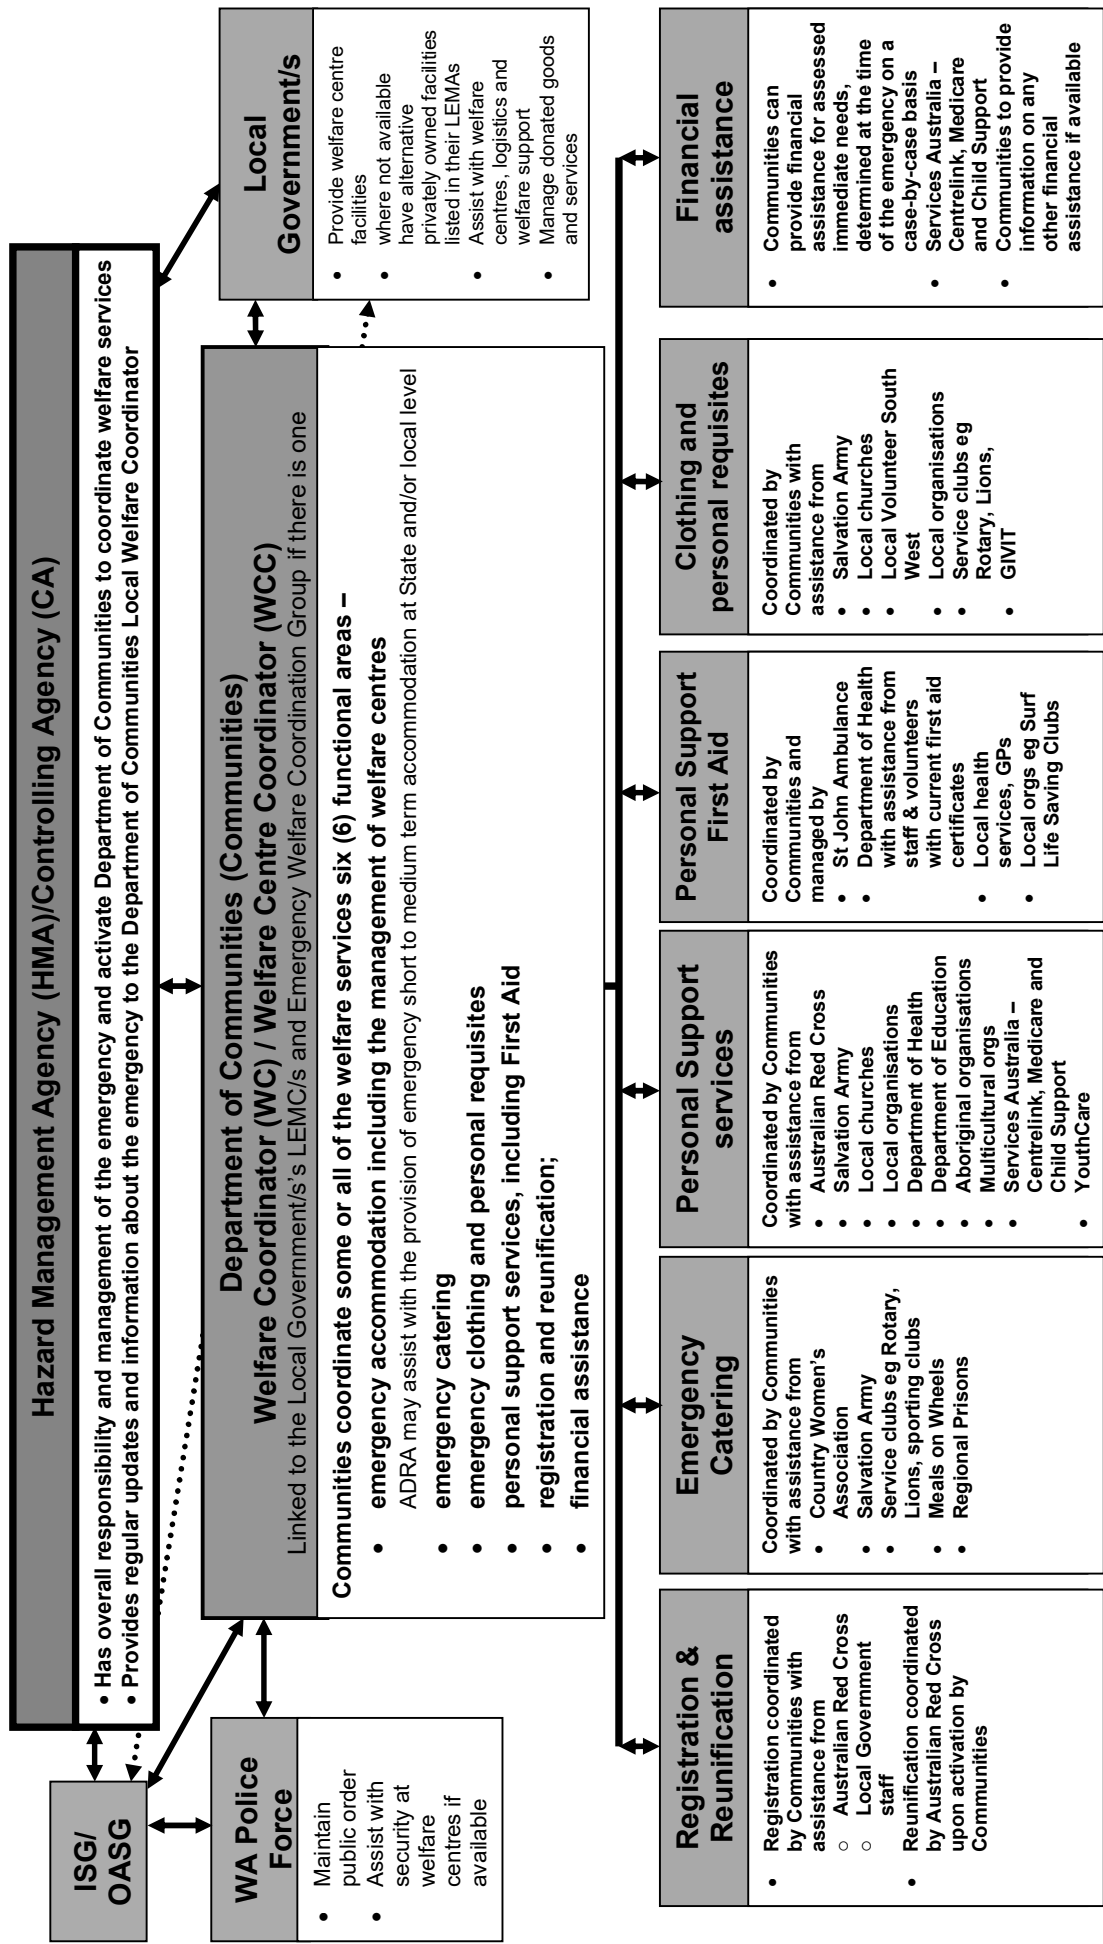 Hazard Management Agency (HMA)/Controlling Agency (CA)
• Has overall responsibility and management of the emergency and activate Department of Communities to coordinate welfare services
• Provides regular updates and information about the emergency to the Department of Communities Local Welfare Coordinator
ISG/
OASG
WA Police
Force
• Maintain
public order
• Assist with
security at
welfare
centres if
available
Department of Communities (Communities)
Welfare Coordinator (WC) / Welfare Centre Coordinator (WCC)
Linked to the Local Government/s's LEMC/s and Emergency Welfare Coordination Group if there is one
Communities coordinate some or all of the welfare services six (6) functional areas –
• emergency accommodation including the management of welfare centres
ADRA may assist with the provision of emergency short to medium term accommodation at State and/or local level
• emergency catering
• emergency clothing and personal requisites
• personal support services, including First Aid
• registration and reunification;
• financial assistance
Local
Government/s
• Provide welfare centre
facilities
• where not available
have alternative
privately owned facilities
listed in their LEMAs
• Assist with welfare
centres, logistics and
welfare support
• Manage donated goods
and services
Registration &
Reunification
• Registration coordinated
by Communities with
assistance from
○ Australian Red Cross
○ Local Government
staff
• Reunification coordinated
by Australian Red Cross
upon activation by
Communities
Emergency
Catering
Coordinated by Communities
with assistance from
• Country Women's
Association
• Salvation Army
• Service clubs eg Rotary,
Lions, sporting clubs
• Meals on Wheels
• Regional Prisons
Personal Support
services
Coordinated by Communities
with assistance from
• Australian Red Cross
• Salvation Army
• Local churches
• Local organisations
• Department of Health
• Department of Education
• Aboriginal organisations
• Multicultural orgs
• Services Australia –
Centrelink, Medicare and
Child Support
• YouthCare
Personal Support
First Aid
Coordinated by
Communities and
managed by
• St John Ambulance
• Department of Health
with assistance from
staff & volunteers
with current first aid
certificates
• Local health
services, GPs
• Local orgs eg Surf
Life Saving Clubs
Clothing and
personal requisites
Coordinated by
Communities with
assistance from
• Salvation Army
• Local churches
• Local Volunteer South
West
• Local organisations
• Service clubs eg
Rotary, Lions,
• GIVIT
Financial
assistance
• Communities can
provide financial
assistance for assessed
immediate needs,
determined at the time
of the emergency on a
case-by-case basis
• Services Australia –
Centrelink, Medicare
and Child Support
• Communities to provide
information on any
other financial
assistance if available